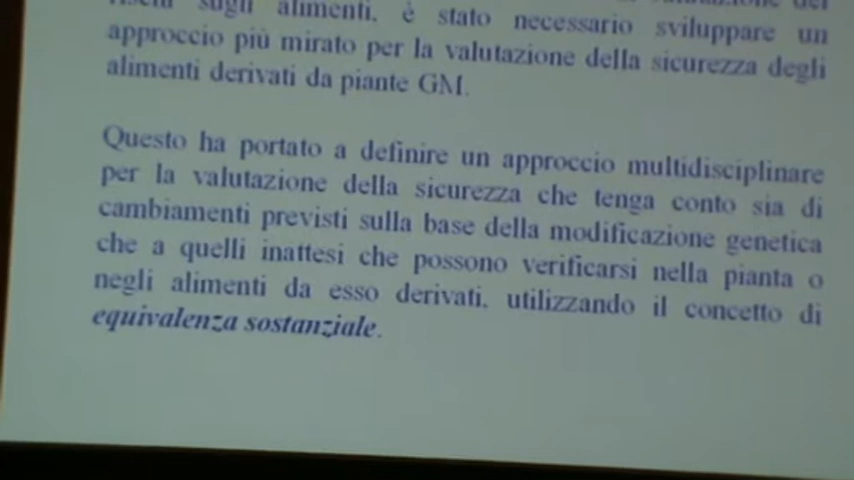 sugli alimenti, è stato necessario sviluppare un
approccio più mirato per la valutazione della sicurezza degli
alimenti derivati da piante GM.
Questo ha portato a definire un approccio multidisciplinare
per la valutazione della sicurezza che tenga conto sia di
cambiamenti previsti sulla base della modificazione genetica
che a quelli inattesi che possono verificarsi nella pianta o
negli alimenti da esso derivati, utilizzando il concetto di
equivalenza sostanziale.